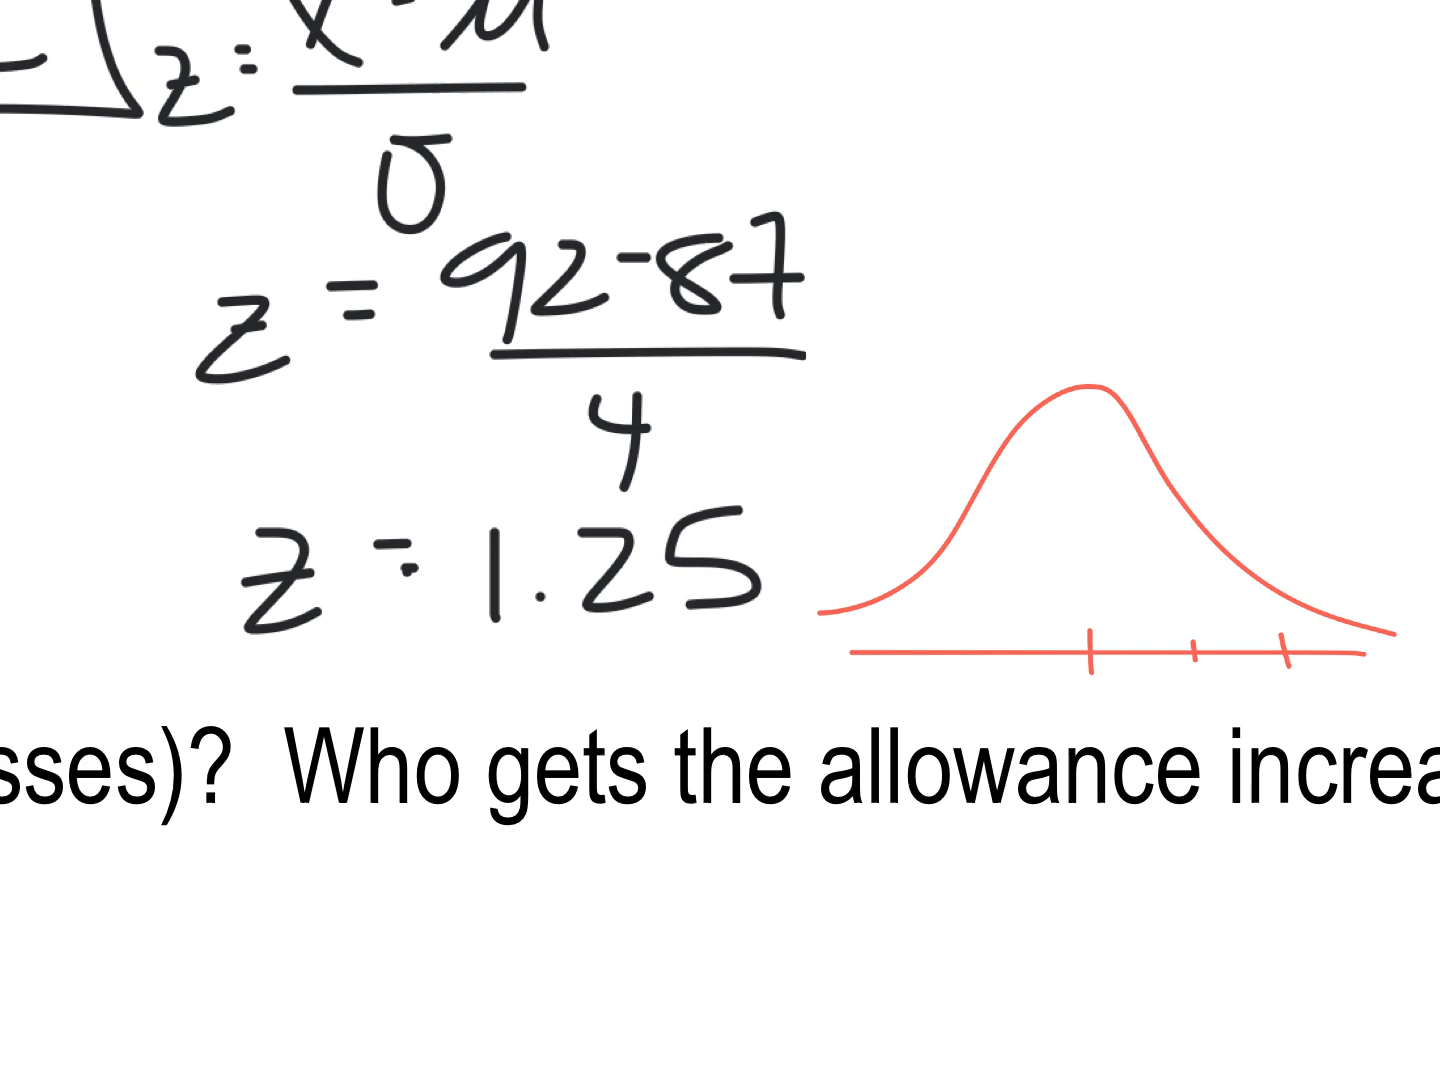 z = x - μ
σ
z = 92 - 87
4
z = 1.25
sses)? Who gets the allowance increa